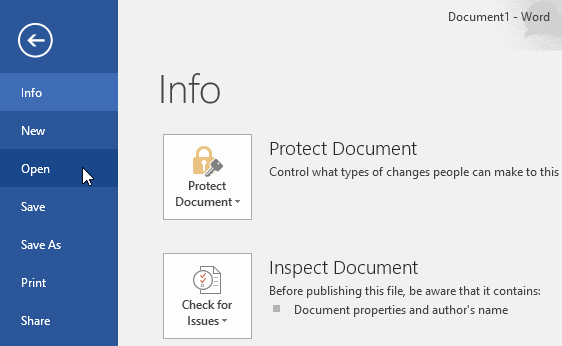 Document1 - Word
Info
New
Open
Save
Save As
Print
Share
Info
Protect
Document
Protect Document
Control what types of changes people can make to this
Check for
Issues
Inspect Document
Before publishing this file, be aware that it contains:
Document properties and author's name